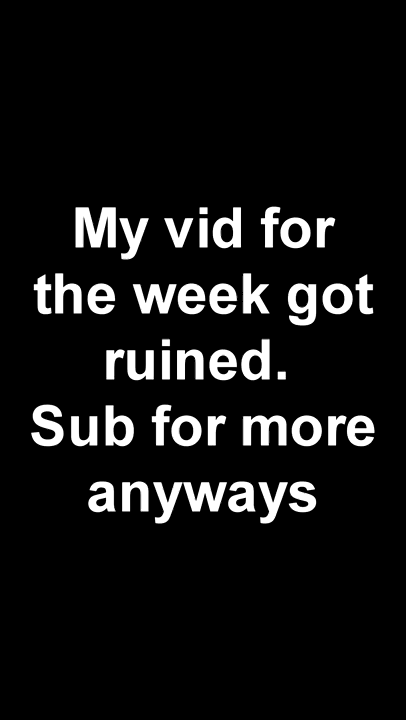 My vid for
the week got
ruined.
Sub for more
anyways